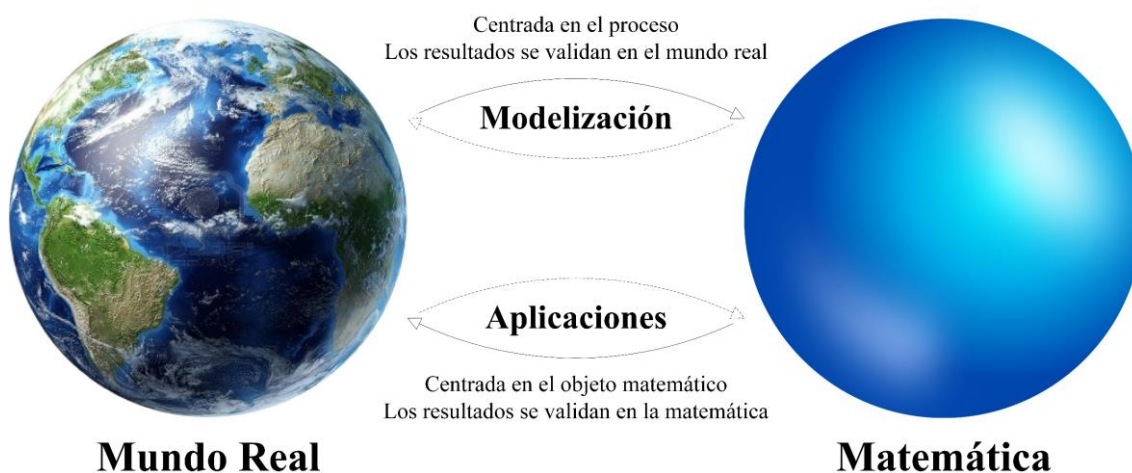 Centrada en el proceso
Los resultados se validan en el mundo real
Modelización
Aplicaciones
Centrada en el objeto matemático
Los resultados se validan en la matemática
Mundo Real
Matemática